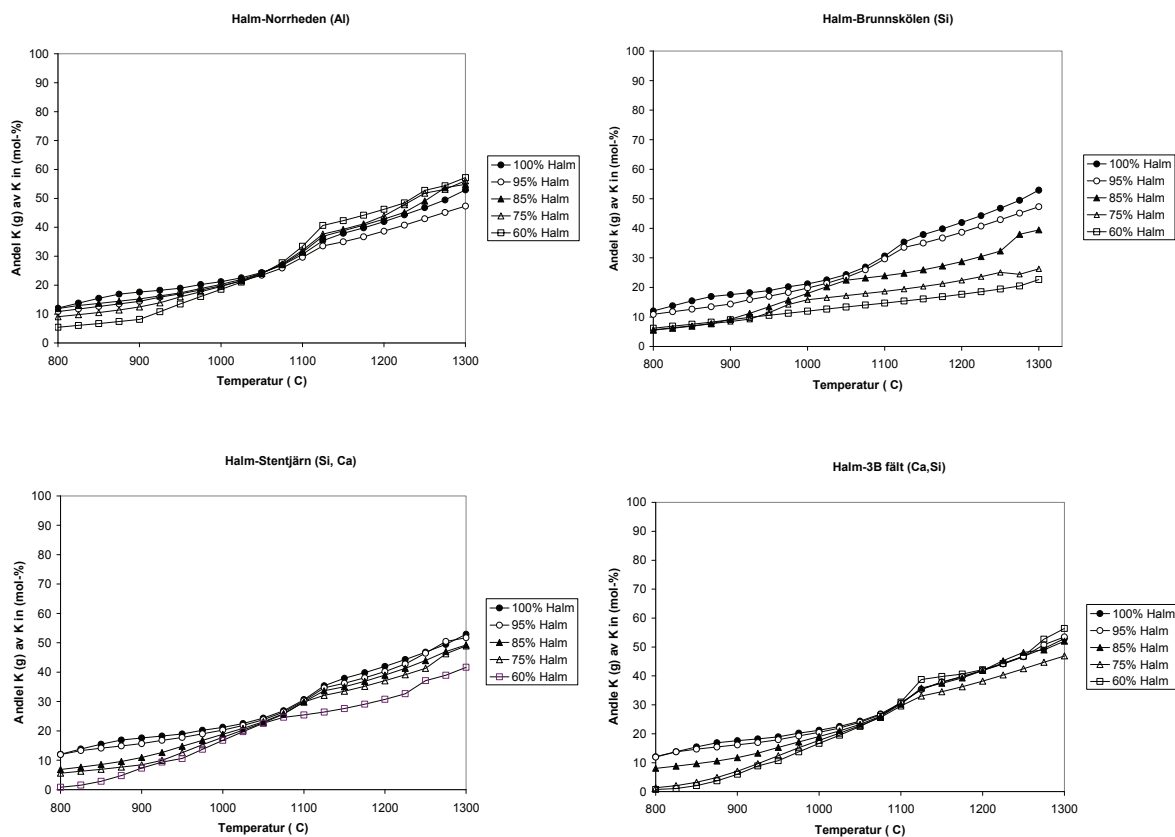 Halm-Norrheden (Al)
Andel K (g) av K in (mol-%)
100
90
80
70
60
50
40
30
20
10
0
800 900 1000 1100 1200 1300
Temperatur ( C)
100% Halm
95% Halm
85% Halm
75% Halm
60% Halm
Halm-Brunnskölen (Si)
Andel k (g) av K in (mol-%)
100
90
80
70
60
50
40
30
20
10
0
800 900 1000 1100 1200 1300
Temperatur ( C)
100% Halm
95% Halm
85% Halm
75% Halm
60% Halm
Halm-Stentjärn (Si, Ca)
Andel K (g) av K in (mol-%)
100
90
80
70
60
50
40
30
20
10
0
800 900 1000 1100 1200 1300
Temperatur ( C)
100% Halm
95% Halm
85% Halm
75% Halm
60% Halm
Halm-3B fält (Ca,Si)
Andle K (g) av K in (mol-%)
100
90
80
70
60
50
40
30
20
10
0
800 900 1000 1100 1200 1300
Temperatur ( C)
100% Halm
95% Halm
85% Halm
75% Halm
60% Halm